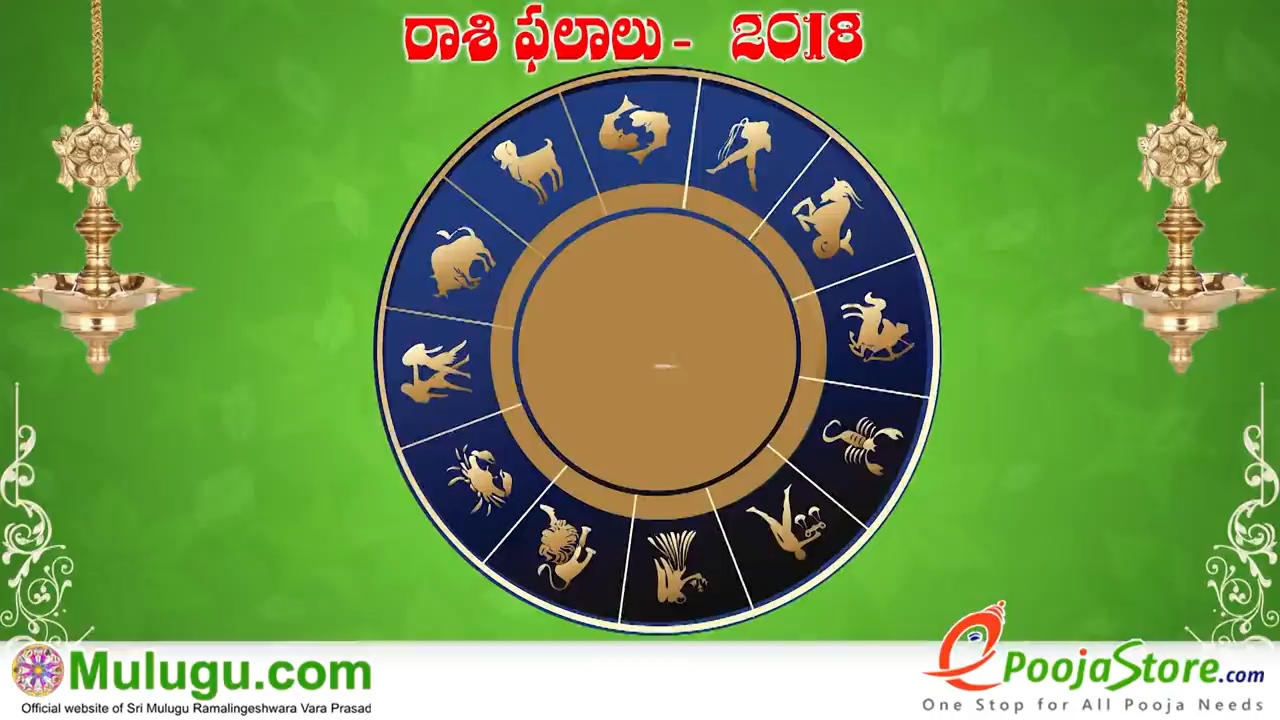 రాశి ఫలాలు - 2018
Mulugu.com
Official website of Sri Mulugu Ramalingeshwara Vara Prasad
ePoojaStore.com
One Stop for All Pooja Needs